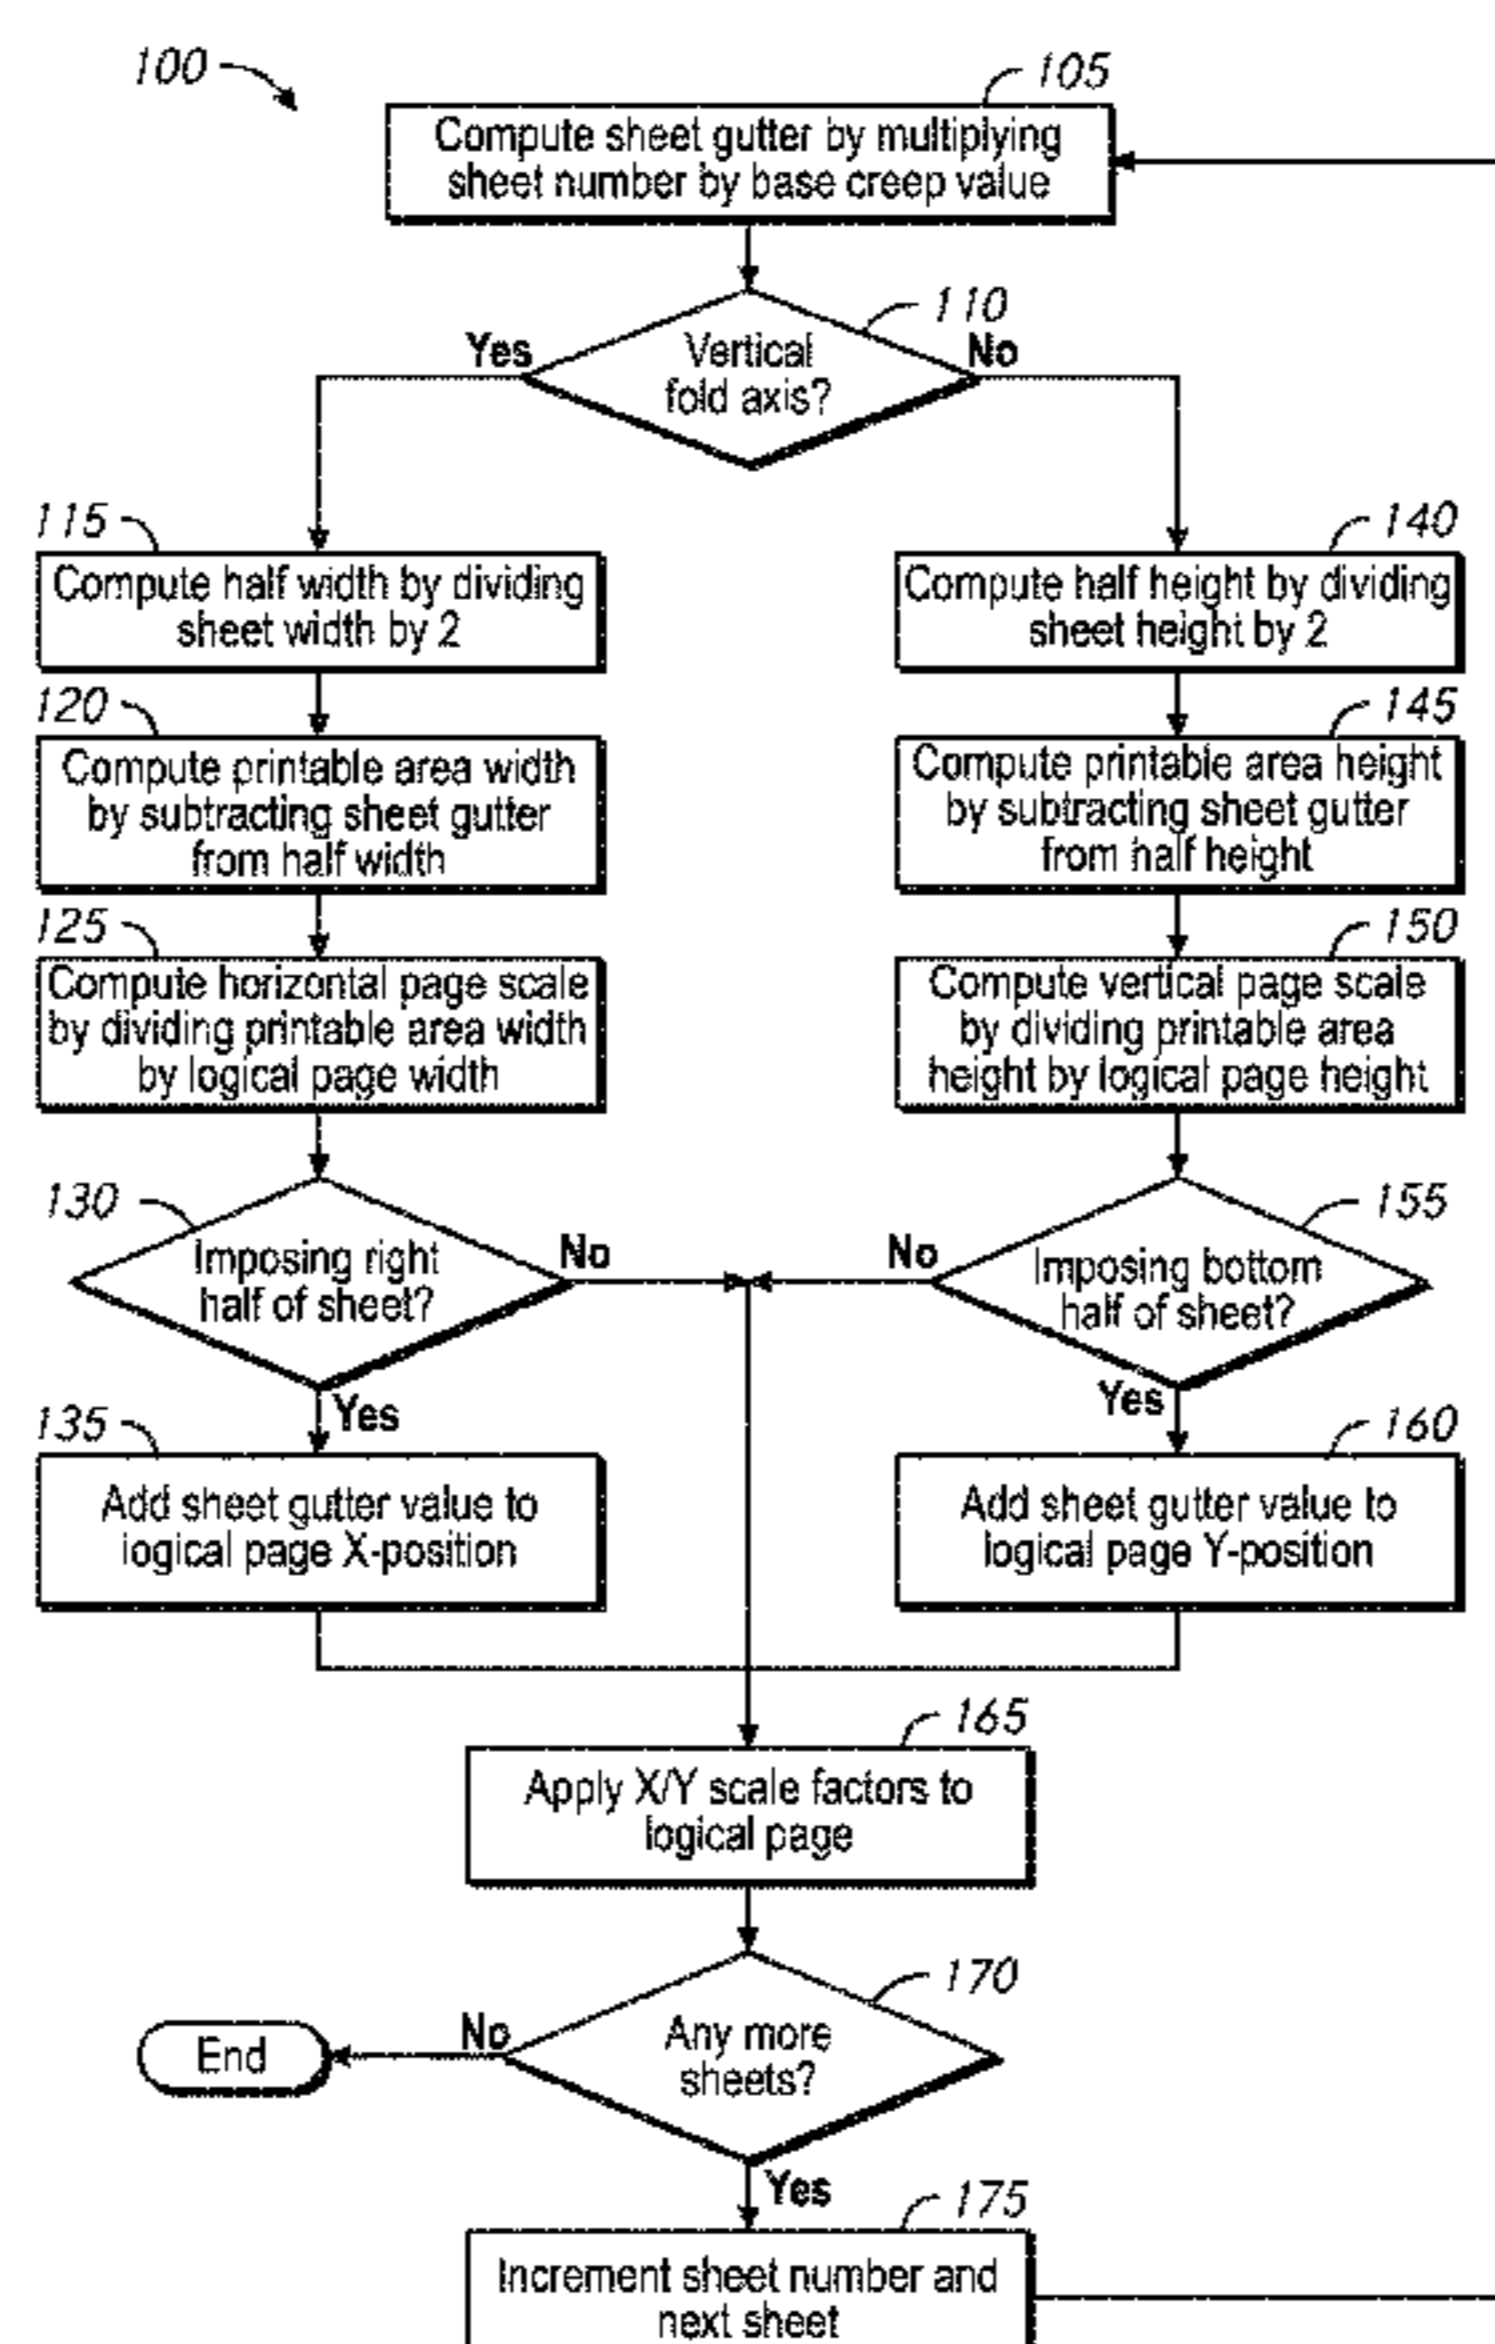 100
105
Compute sheet gutter by multiplying
sheet number by base creep value
110
Yes
Vertical
fold axis?
No
115
Compute half width by dividing
sheet width by 2
120
Compute printable area width
by subtracting sheet gutter
from half width
125
Compute horizontal page scale
by dividing printable area width
by logical page width
130
Imposing right
half of sheet?
No
Yes
135
Add sheet gutter value to
logical page X-position
140
Compute half height by dividing
sheet height by 2
145
Compute printable area height
by subtracting sheet gutter
from half height
150
Compute vertical page scale
by dividing printable area
height by logical page height
155
No
Imposing bottom
half of sheet?
Yes
160
Add sheet gutter value to
logical page Y-position
165
Apply X/Y scale factors to
logical page
170
Any more
sheets?
No
End
Yes
175
Increment sheet number and
next sheet